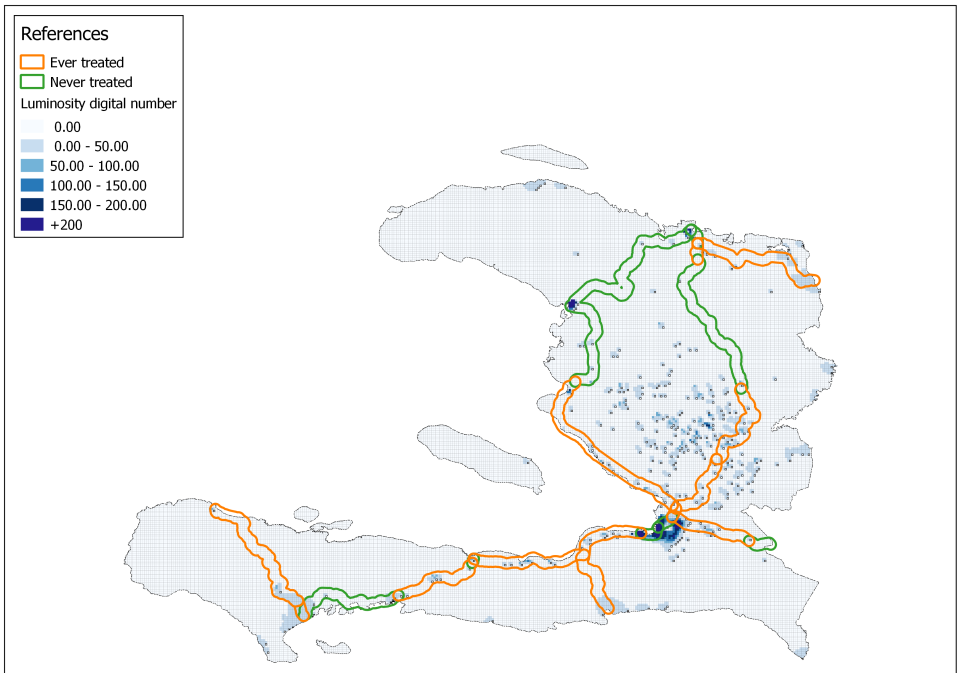 References
Ever treated
Never treated
Luminosity digital number
0.00
0.00 - 50.00
50.00 - 100.00
100.00 - 150.00
150.00 - 200.00
+200